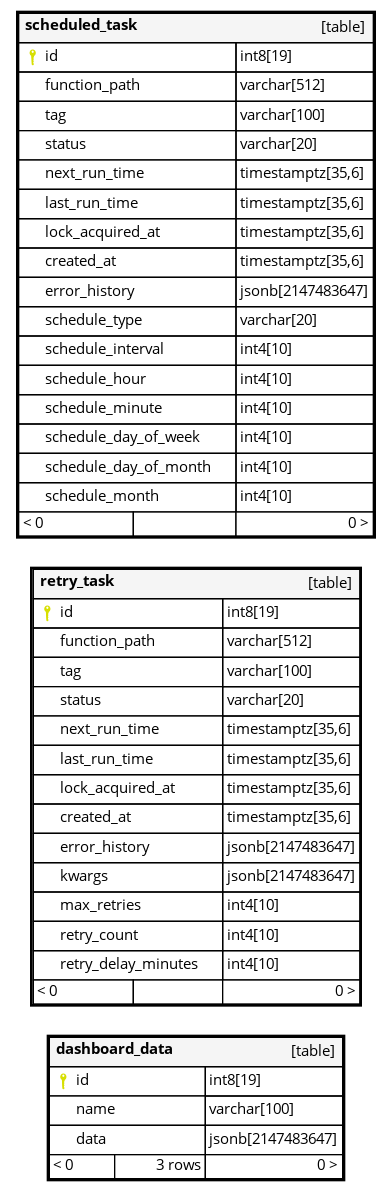 scheduled_task [table]
id int8[19]
function_path varchar[512]
tag varchar[100]
status varchar[20]
next_run_time timestamptz[35,6]
last_run_time timestamptz[35,6]
lock_acquired_at timestamptz[35,6]
created_at timestamptz[35,6]
error_history jsonb[2147483647]
schedule_type varchar[20]
schedule_interval int4[10]
schedule_hour int4[10]
schedule_minute int4[10]
schedule_day_of_week int4[10]
schedule_day_of_month int4[10]
schedule_month int4[10]
< 0 0 >
retry_task [table]
id int8[19]
function_path varchar[512]
tag varchar[100]
status varchar[20]
next_run_time timestamptz[35,6]
last_run_time timestamptz[35,6]
lock_acquired_at timestamptz[35,6]
created_at timestamptz[35,6]
error_history jsonb[2147483647]
kwargs jsonb[2147483647]
max_retries int4[10]
retry_count int4[10]
retry_delay_minutes int4[10]
< 0 0 >
dashboard_data [table]
id int8[19]
name varchar[100]
data jsonb[2147483647]
< 0 3 rows 0 >